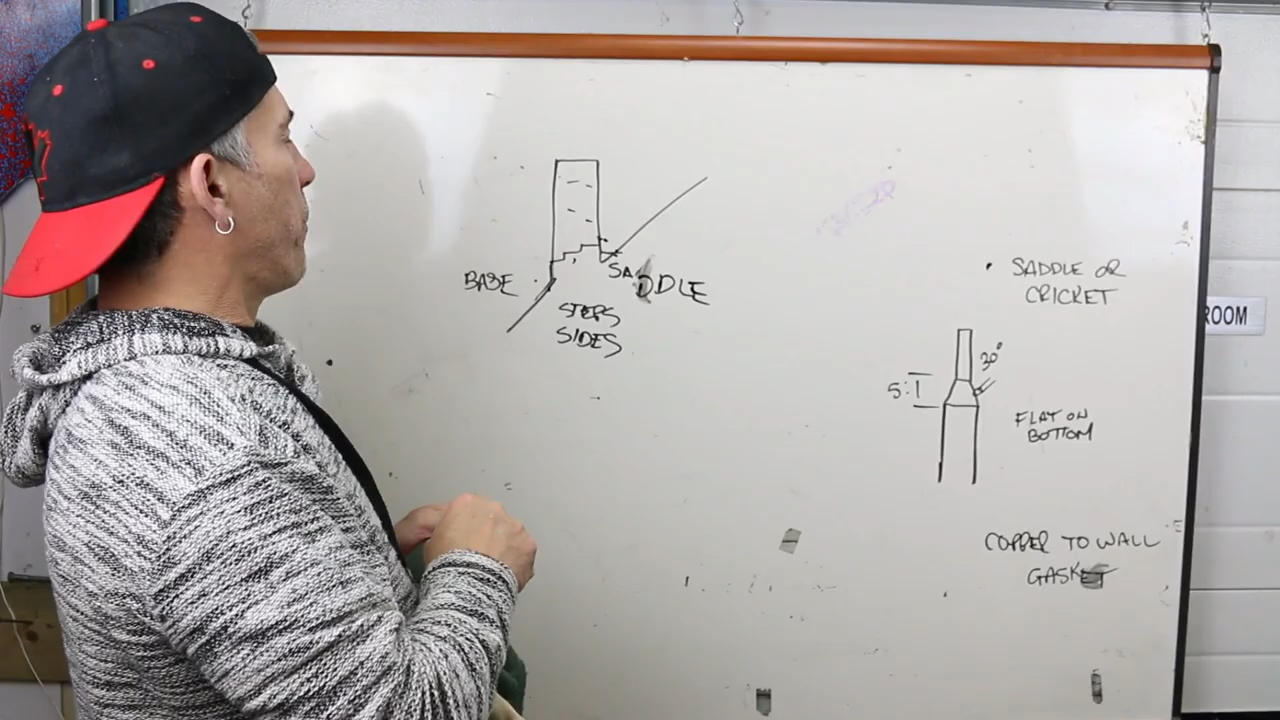 BASE
SADDLE
STEPS
SIDES
SADDLE OR
CRICKET
30°
5:1
FLAT ON
BOTTOM
COPPER TO WALL
GASKET
ROOM